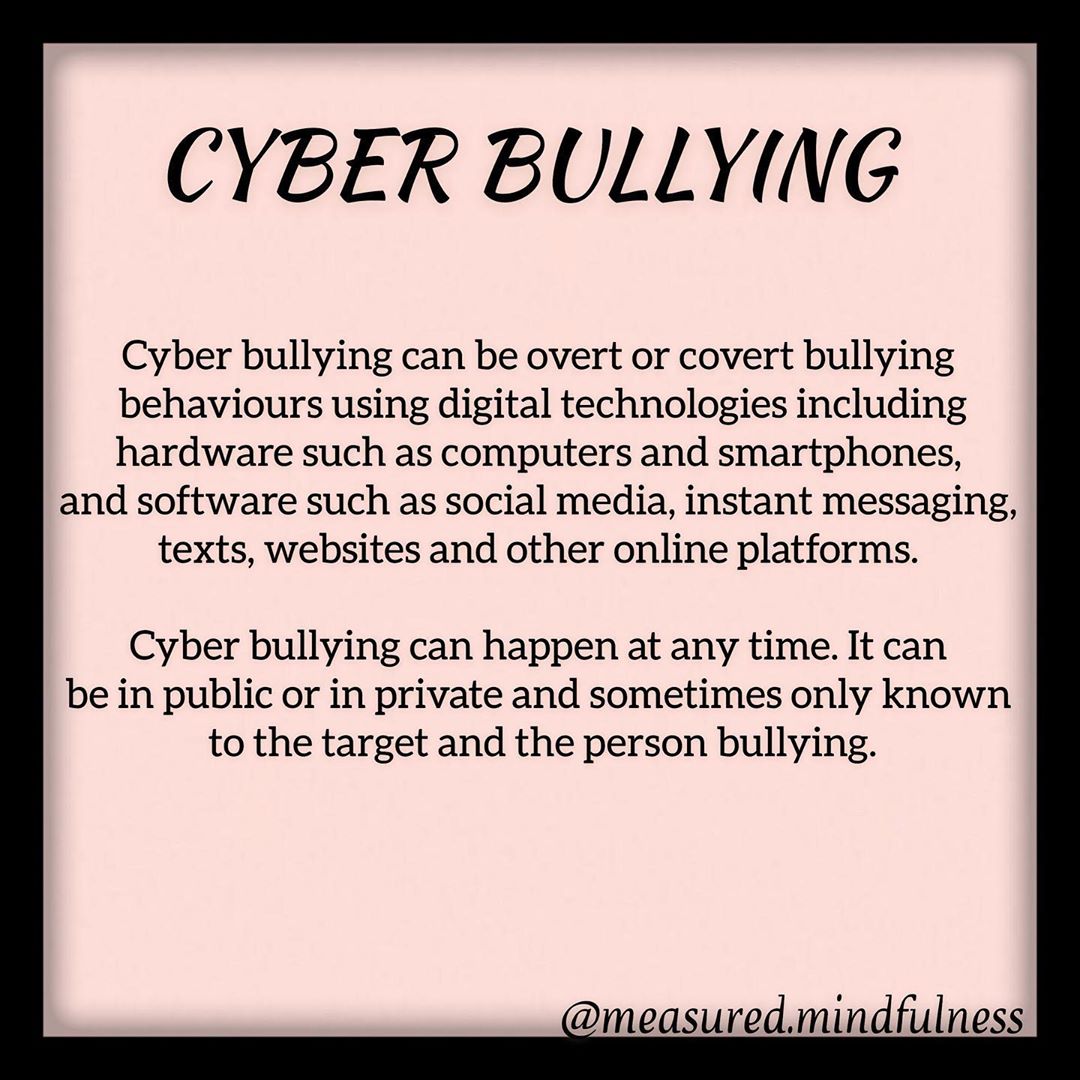 CYBER BULLYING
Cyber bullying can be overt or covert bullying
behaviours using digital technologies including
hardware such as computers and smartphones,
and software such as social media, instant messaging,
texts, websites and other online platforms.
Cyber bullying can happen at any time. It can
be in public or in private and sometimes only known
to the target and the person bullying.
@measured.mindfulness